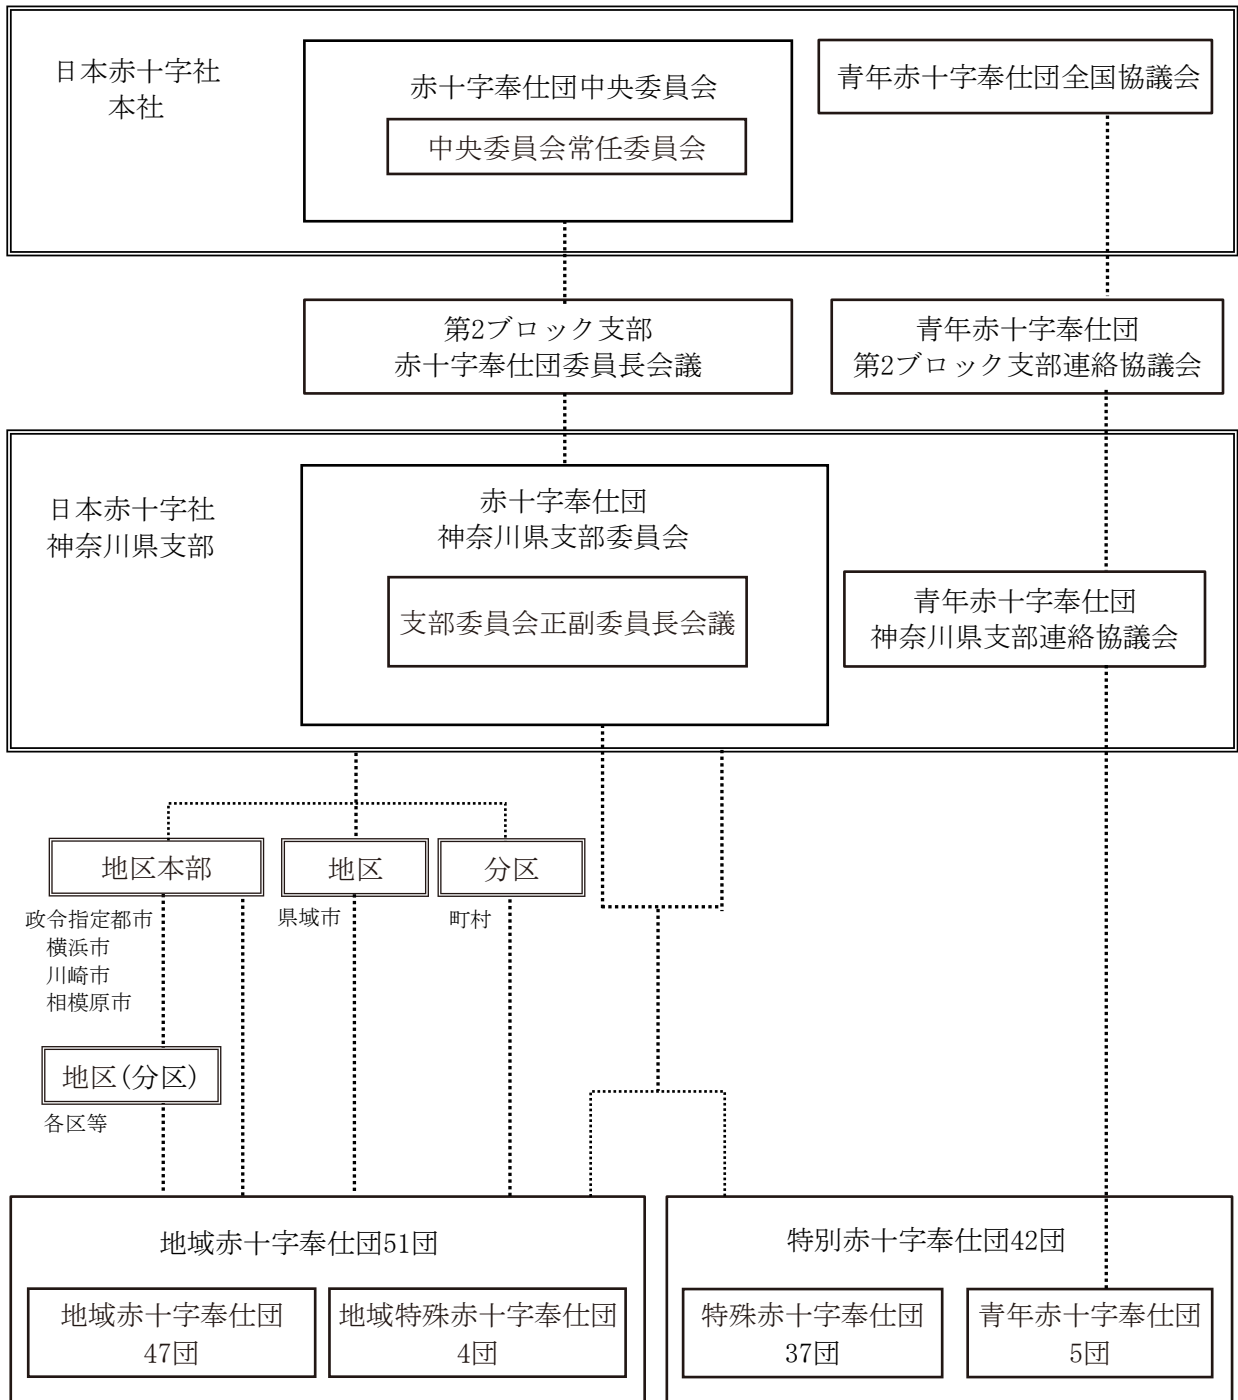 日本赤十字社
本社
赤十字奉仕団中央委員会
中央委員会常任委員会
青年赤十字奉仕団全国協議会
第2ブロック支部
赤十字奉仕団委員長会議
青年赤十字奉仕団
第2ブロック支部連絡協議会
日本赤十字社
神奈川県支部
赤十字奉仕団
神奈川県支部委員会
支部委員会正副委員長会議
青年赤十字奉仕団
神奈川県支部連絡協議会
地区本部
地区
分区
政令指定都市
横浜市
川崎市
相模原市
県域市
町村
地区(分区)
各区等
地域赤十字奉仕団51団
地域赤十字奉仕団
47団
地域特殊赤十字奉仕団
4団
特別赤十字奉仕団42団
特殊赤十字奉仕団
37団
青年赤十字奉仕団
5団